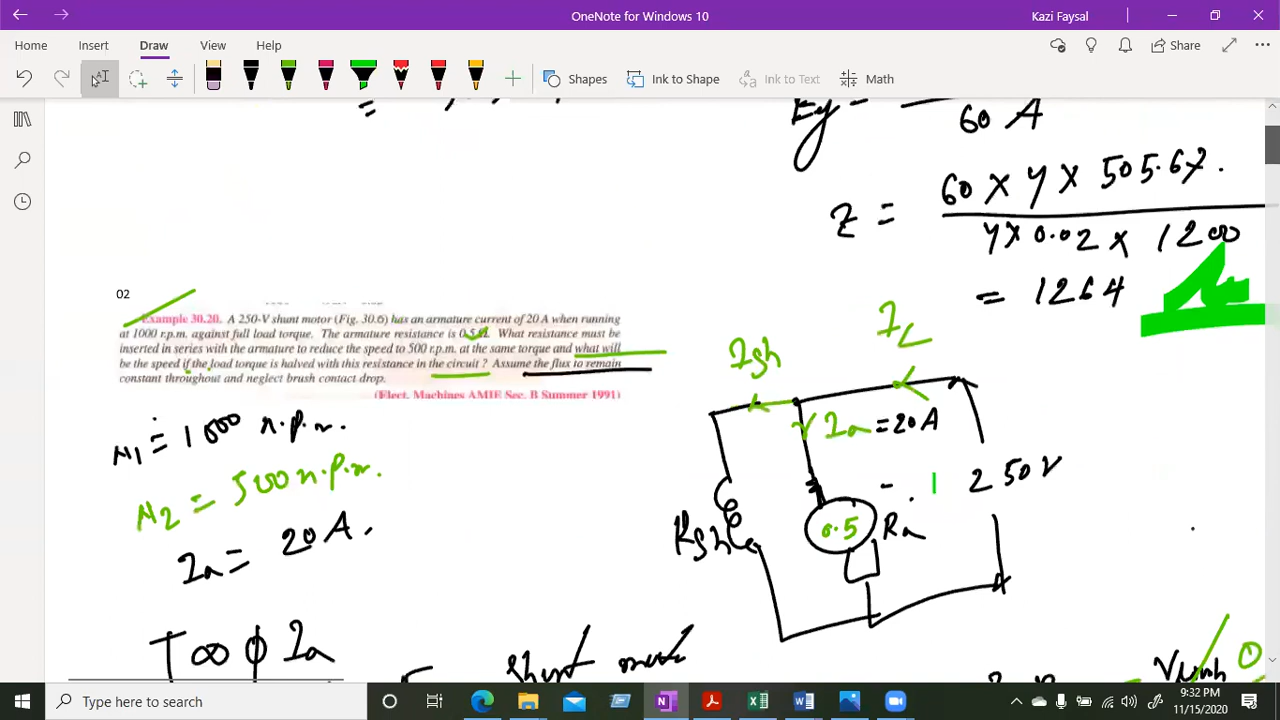 OneNote for Windows 10
Kazi Faysal
Home Insert Draw View Help
Share
Shapes
Ink to Shape
Ink to Text
Math
=
Eg =
60 A
Z = 60 X 4 X 505.67.
4 X 0.02 X 1200
= 1264
02
Example 30.20. A 250-V shunt motor (Fig. 30.6) has an armature current of 20 A when running
at 1000 r.p.m. against full load torque. The armature resistance is 0.5 Ω. What resistance must be
inserted in series with the armature to reduce the speed to 500 r.p.m. at the same torque and what will
be the speed if the load torque is halved with this resistance in the circuit ? Assume the flux to remain
constant throughout and neglect brush contact drop.
(Elect. Machines AMIE Sec. B Summer 1991)
N1 = 1000 r.p.m.
N2 = 500 r.p.m.
Ia = 20 A.
IL
Ish
Ia = 20 A
250 V
0.5
Ra
Rsh
T ∞ ϕ Ia
shunt
Type here to search
9:32 PM
11/15/2020